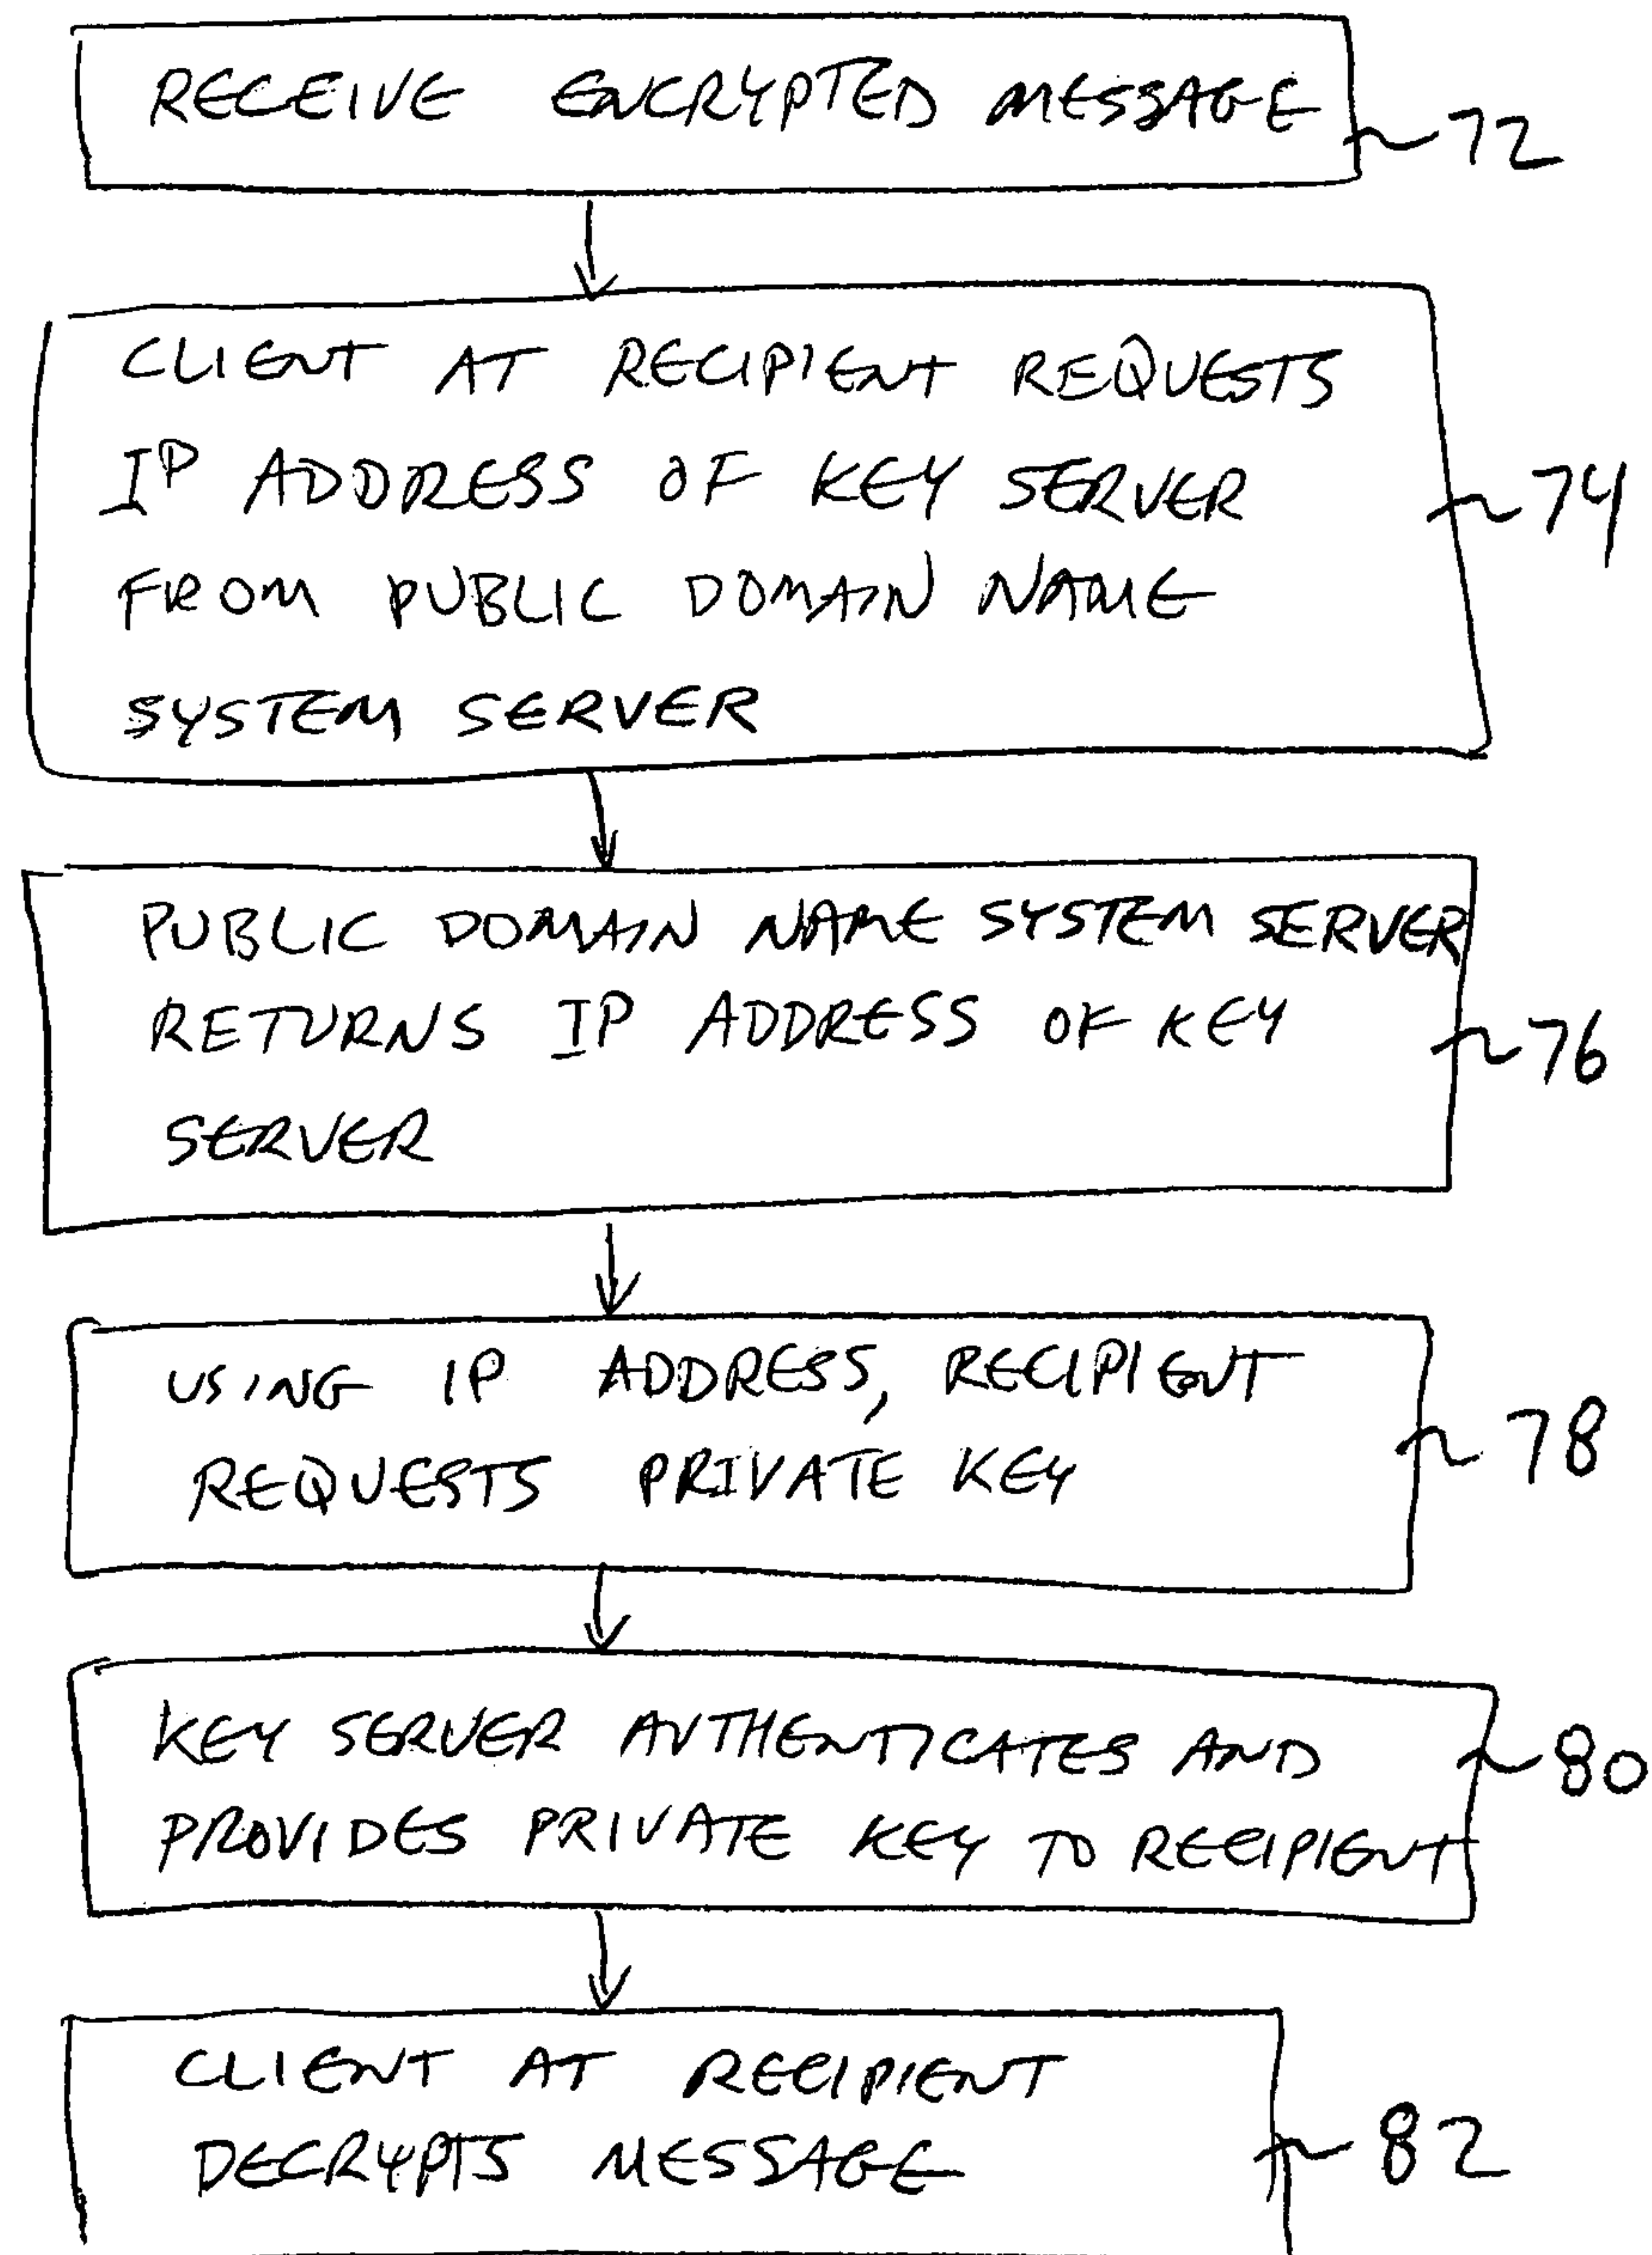 RECEIVE ENCRYPTED MESSAGE ~72
CLIENT AT RECIPIENT REQUESTS
IP ADDRESS OF KEY SERVER ~74
FROM PUBLIC DOMAIN NAME
SYSTEM SERVER
PUBLIC DOMAIN NAME SYSTEM SERVER
RETURNS IP ADDRESS OF KEY ~76
SERVER
USING IP ADDRESS, RECIPIENT
REQUESTS PRIVATE KEY ~78
KEY SERVER AUTHENTICATES AND ~80
PROVIDES PRIVATE KEY TO RECIPIENT
CLIENT AT RECIPIENT
DECRYPTS MESSAGE ~82